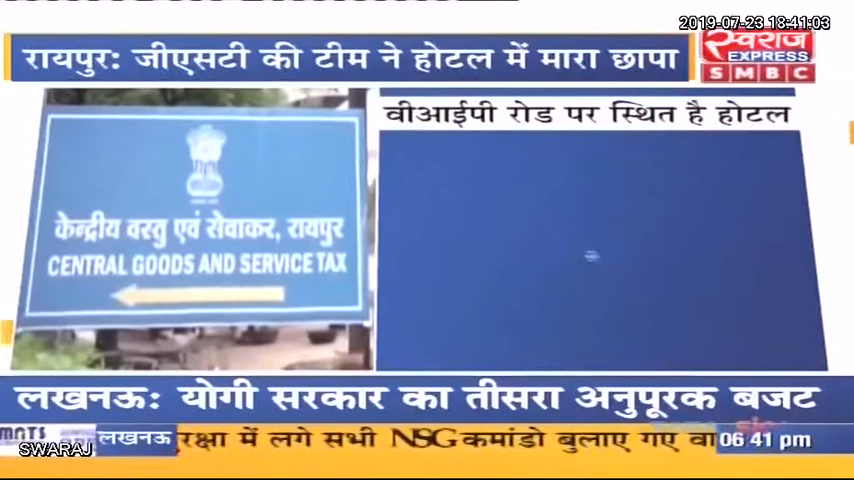 2019-07-23 18:41:03
रायपुर: जीएसटी की टीम ने होटल में मारा छापा
स्वराज
EXPRESS
SMBC
वीआईपी रोड पर स्थित है होटल
केन्द्रीय वस्तु एवं सेवाकर, रायपुर
CENTRAL GOODS AND SERVICE TAX
लखनऊ: योगी सरकार का तीसरा अनुपूरक बजट
लखनऊ
में लगे सभी NSG कमांडो बुलाए गए
06:41 pm
SWARAJ